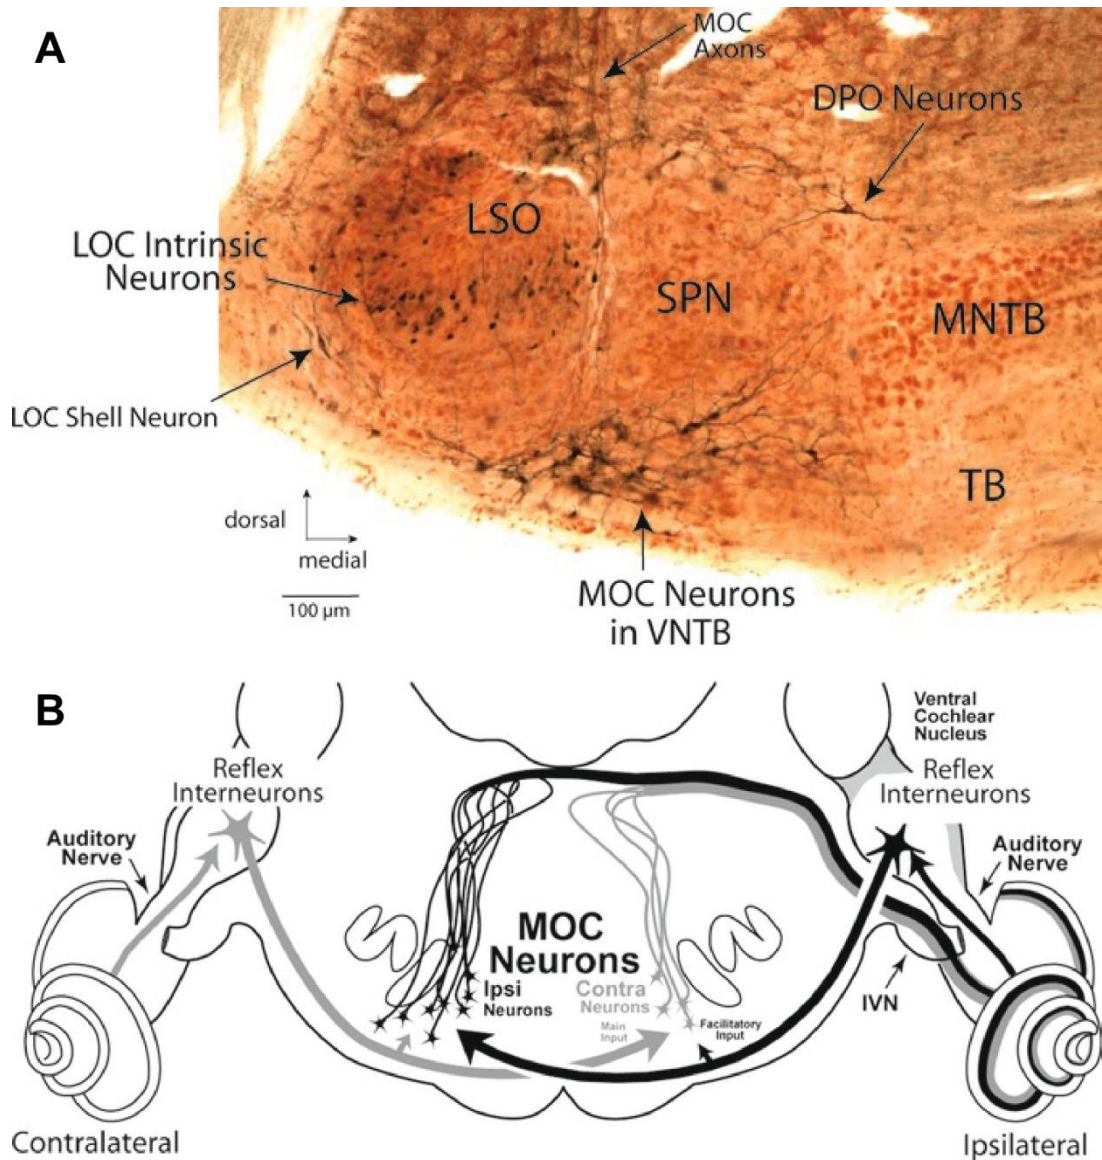 A
MOC
Axons
DPO Neurons
LSO
LOC Intrinsic
Neurons
SPN
MNTB
LOC Shell Neuron
TB
dorsal
medial
100 µm
MOC Neurons
in VNTB
B
Ventral
Cochlear
Nucleus
Reflex
Interneurons
Reflex
Interneurons
Auditory
Nerve
Auditory
Nerve
MOC
Neurons
Ipsi
Neurons
Contra
Neurons
Main
Input
Facilitatory
Input
IVN
Contralateral
Ipsilateral